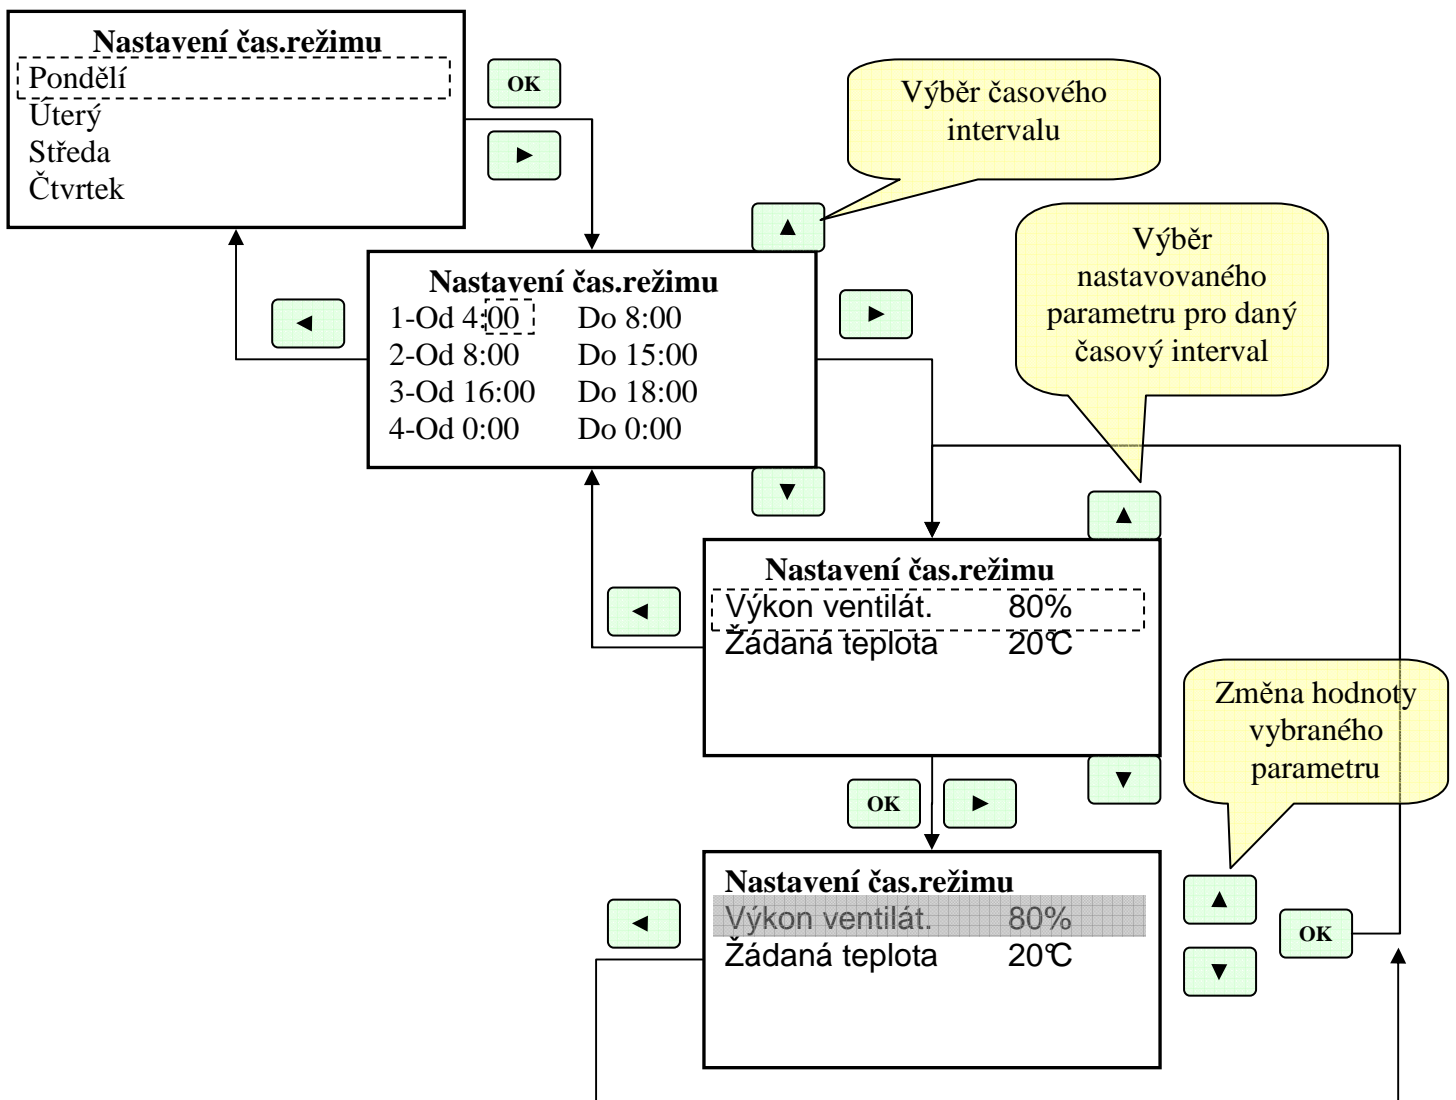 Nastavení čas.režimu
Pondělí
Úterý
Středa
Čtvrtek
OK
►
Výběr časového
intervalu
▲
Nastavení čas.režimu
1-Od 4:00 Do 8:00
2-Od 8:00 Do 15:00
3-Od 16:00 Do 18:00
4-Od 0:00 Do 0:00
◄
►
▼
Výběr
nastavovaného
parametru pro daný
časový interval
▲
Nastavení čas.režimu
Výkon ventilát. 80%
Žádaná teplota 20°C
◄
▼
OK ►
Změna hodnoty
vybraného
parametru
Nastavení čas.režimu
Výkon ventilát. 80%
Žádaná teplota 20°C
◄
▲
▼
OK